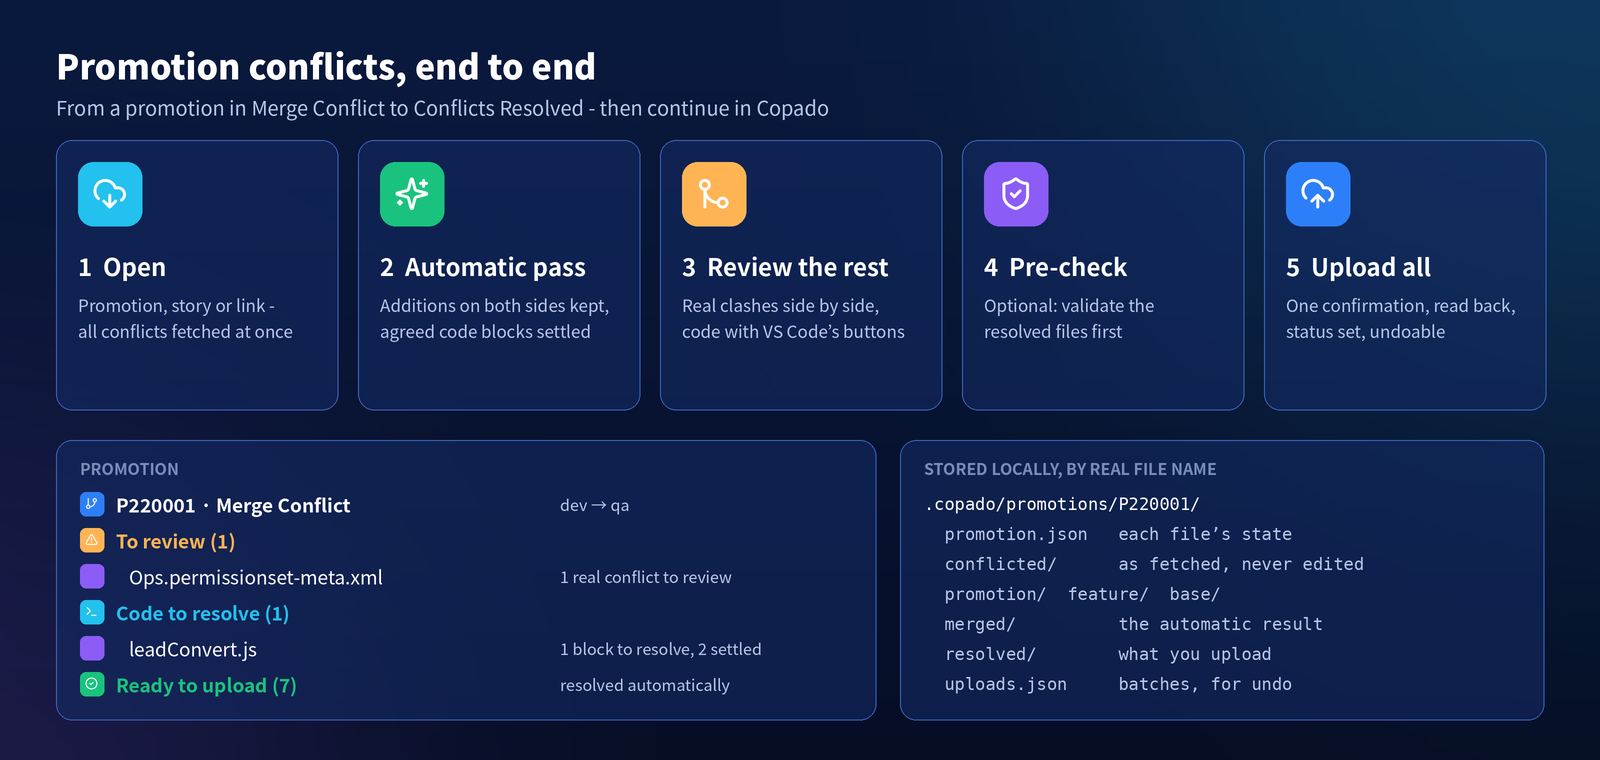 Promotion conflicts, end to end
From a promotion in Merge Conflict to Conflicts Resolved - then continue in Copado
1 Open
Promotion, story or link -
all conflicts fetched at once
2 Automatic pass
Additions on both sides kept,
agreed code blocks settled
3 Review the rest
Real clashes side by side,
code with VS Code’s buttons
4 Pre-check
Optional: validate the
resolved files first
5 Upload all
One confirmation, read back,
status set, undoable
PROMOTION
P220001 · Merge Conflict dev → qa
To review (1)
Ops.permissionset-meta.xml 1 real conflict to review
Code to resolve (1)
leadConvert.js 1 block to resolve, 2 settled
Ready to upload (7) resolved automatically
STORED LOCALLY, BY REAL FILE NAME
.copado/promotions/P220001/
promotion.json each file’s state
conflicted/ as fetched, never edited
promotion/ feature/ base/
merged/ the automatic result
resolved/ what you upload
uploads.json batches, for undo